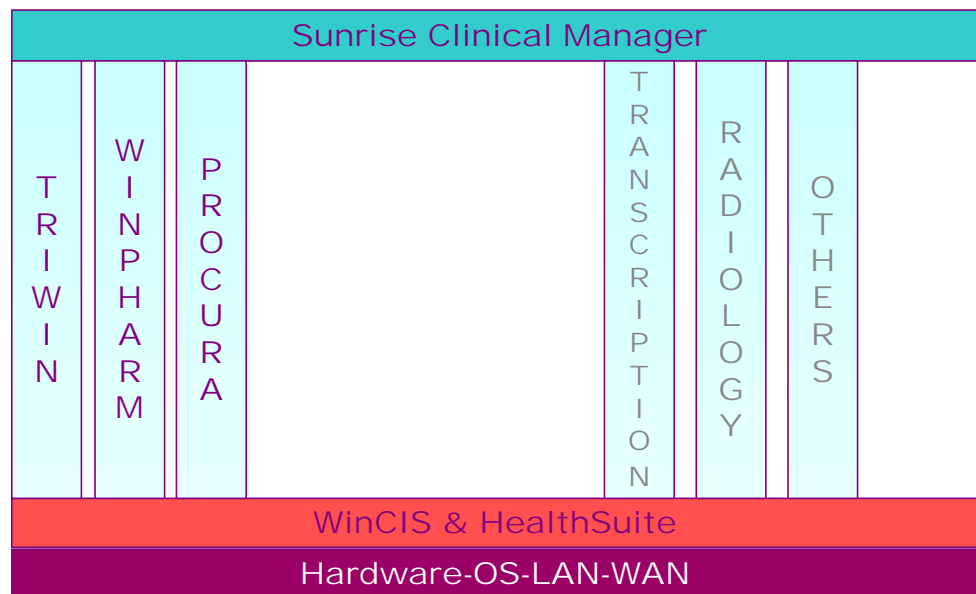 Sunrise Clinical Manager
TRIWIN
WINPHARM
PROCURA
TRANSCRIPTION
RADIOLOGY
OTHERS
WinCIS & HealthSuite
Hardware-OS-LAN-WAN